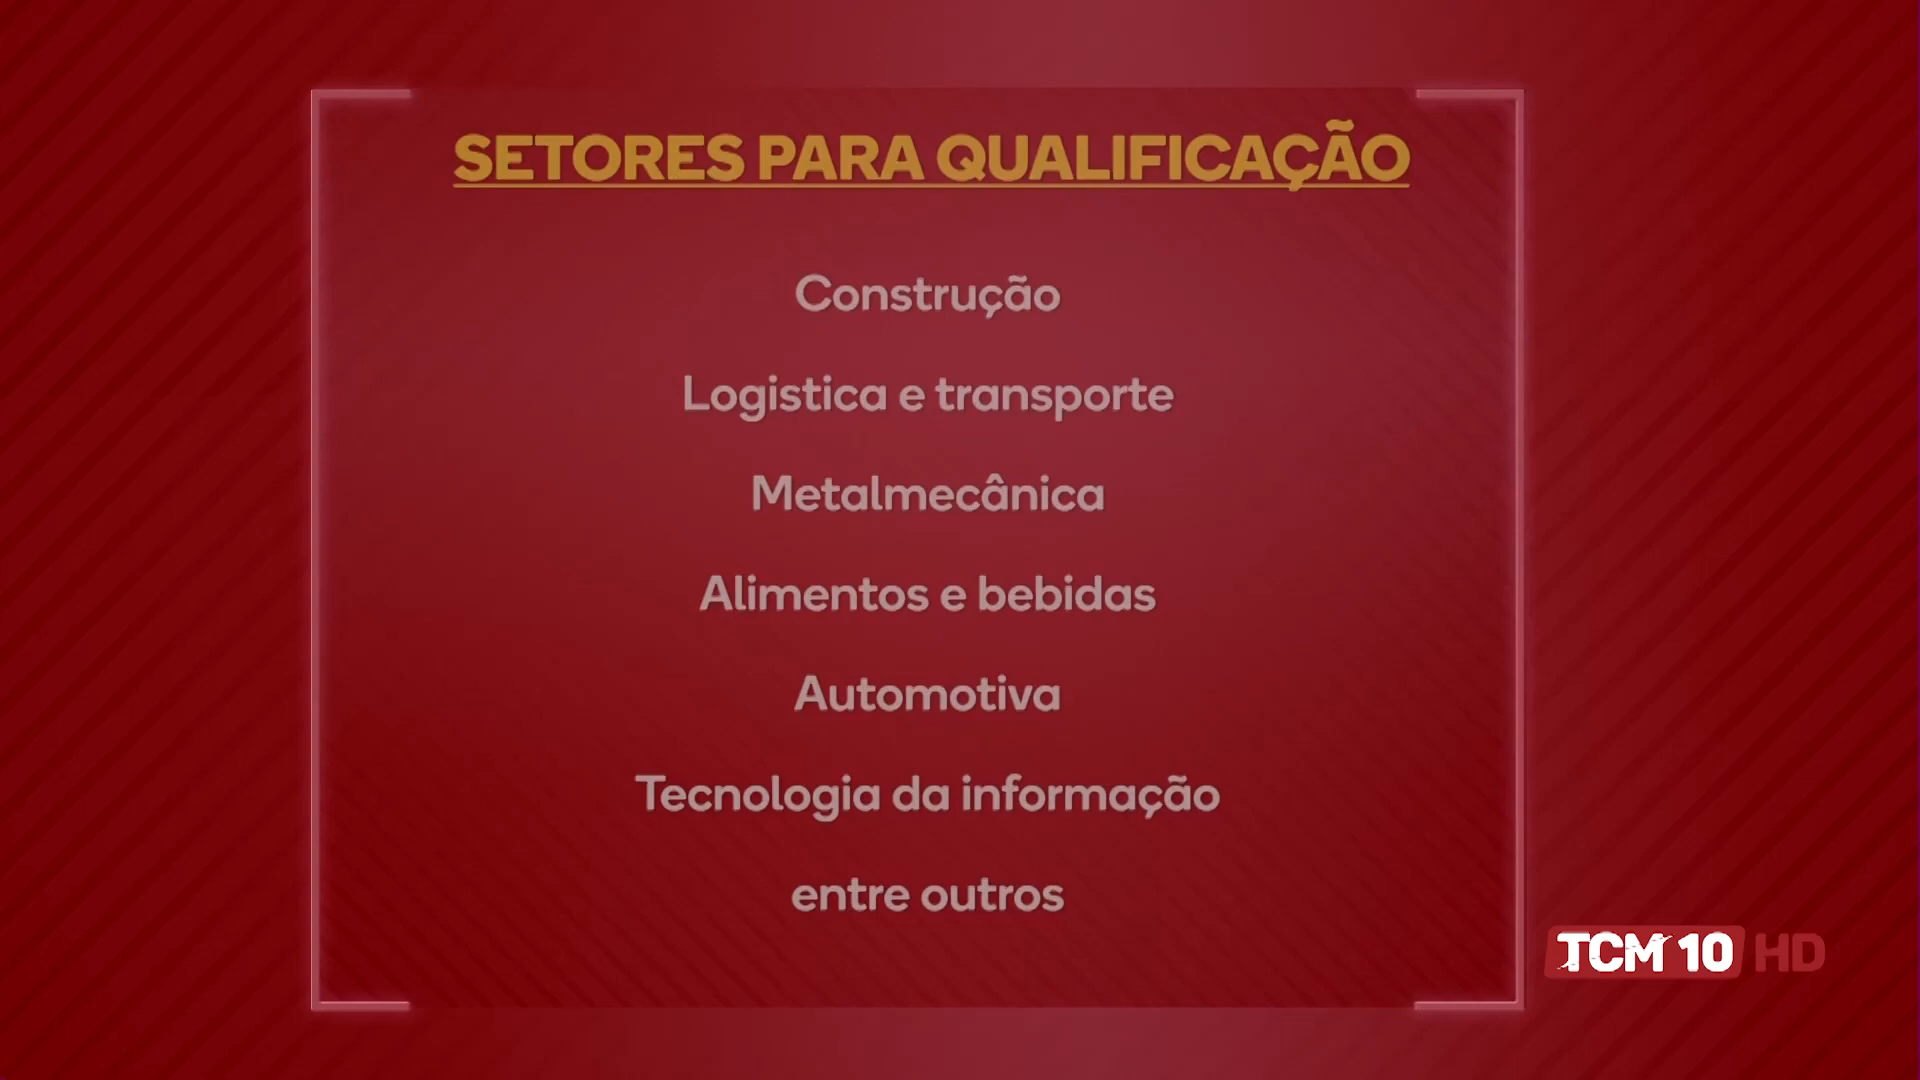 SETORES PARA QUALIFICAÇÃO
Construção
Logistica e transporte
Metalmecânica
Alimentos e bebidas
Automotiva
Tecnologia da informação
entre outros
TCM 10 HD